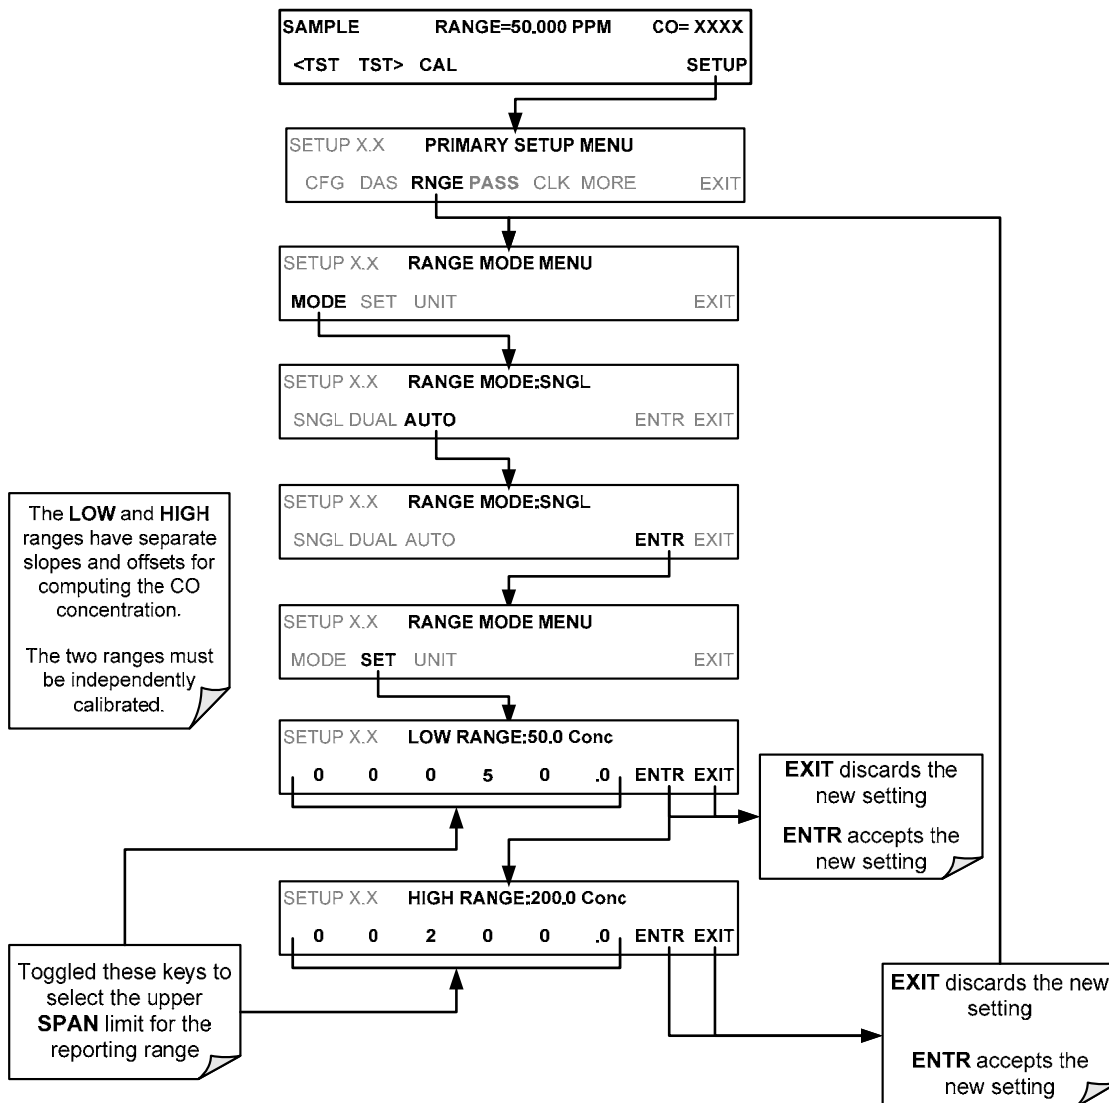 SAMPLE RANGE=50.000 PPM CO= XXXX
<TST TST> CAL SETUP
SETUP X.X PRIMARY SETUP MENU
CFG DAS RNGE PASS CLK MORE EXIT
SETUP X.X RANGE MODE MENU
MODE SET UNIT EXIT
SETUP X.X RANGE MODE:SNGL
SNGL DUAL AUTO ENTR EXIT
SETUP X.X RANGE MODE:SNGL
SNGL DUAL AUTO ENTR EXIT
The LOW and HIGH
ranges have separate
slopes and offsets for
computing the CO
concentration.
The two ranges must
be independently
calibrated.
SETUP X.X RANGE MODE MENU
MODE SET UNIT EXIT
SETUP X.X LOW RANGE:50.0 Conc
0 0 0 5 0 .0 ENTR EXIT
EXIT discards the
new setting
ENTR accepts the
new setting
SETUP X.X HIGH RANGE:200.0 Conc
0 0 2 0 0 .0 ENTR EXIT
Toggled these keys to
select the upper
SPAN limit for the
reporting range
EXIT discards the new
setting
ENTR accepts the
new setting